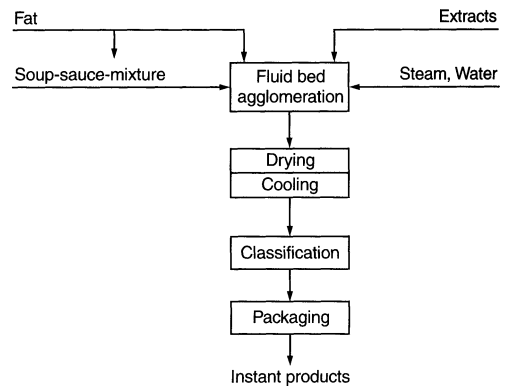 Fat
Extracts
Soup-sauce-mixture
Fluid bed
agglomeration
Steam, Water
Drying
Cooling
Classification
Packaging
Instant products